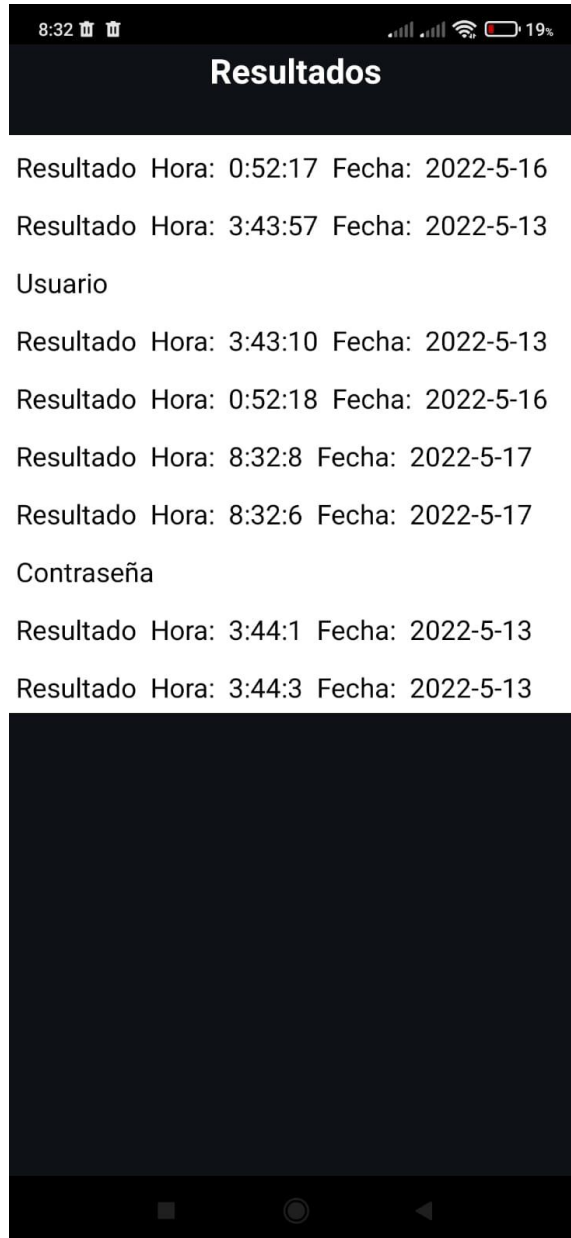 8:32 19%
Resultados
Resultado Hora: 0:52:17 Fecha: 2022-5-16
Resultado Hora: 3:43:57 Fecha: 2022-5-13
Usuario
Resultado Hora: 3:43:10 Fecha: 2022-5-13
Resultado Hora: 0:52:18 Fecha: 2022-5-16
Resultado Hora: 8:32:8 Fecha: 2022-5-17
Resultado Hora: 8:32:6 Fecha: 2022-5-17
Contraseña
Resultado Hora: 3:44:1 Fecha: 2022-5-13
Resultado Hora: 3:44:3 Fecha: 2022-5-13